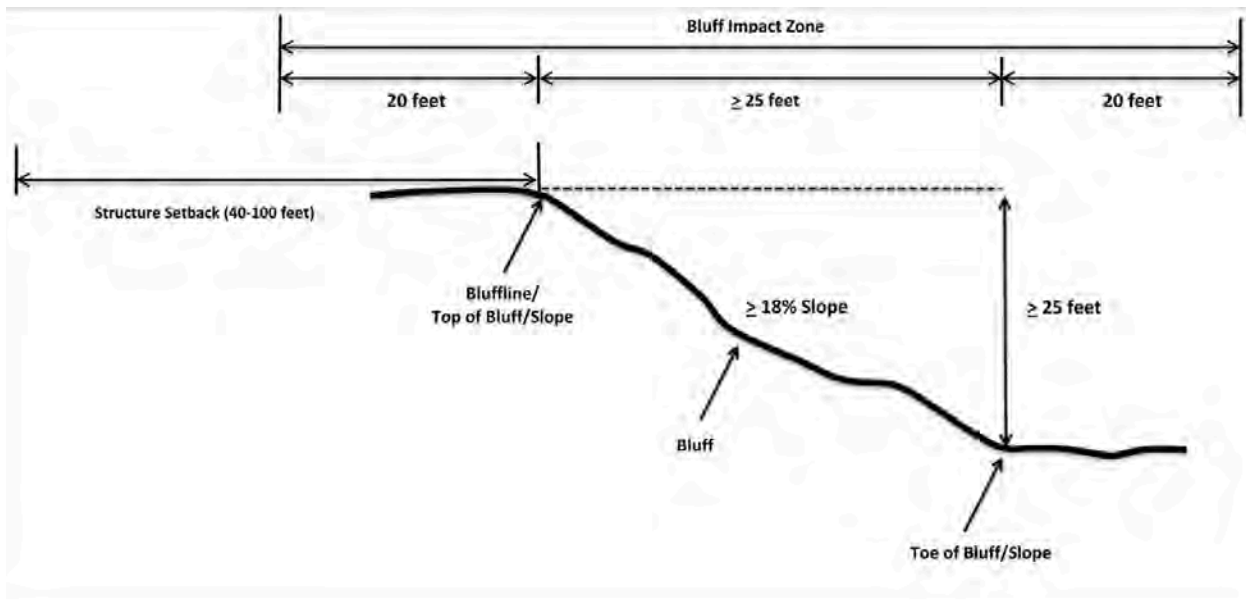 Bluff Impact Zone
20 feet
≥ 25 feet
20 feet
Structure Setback (40-100 feet)
Bluffline/
Top of Bluff/Slope
≥ 18% Slope
≥ 25 feet
Bluff
Toe of Bluff/Slope